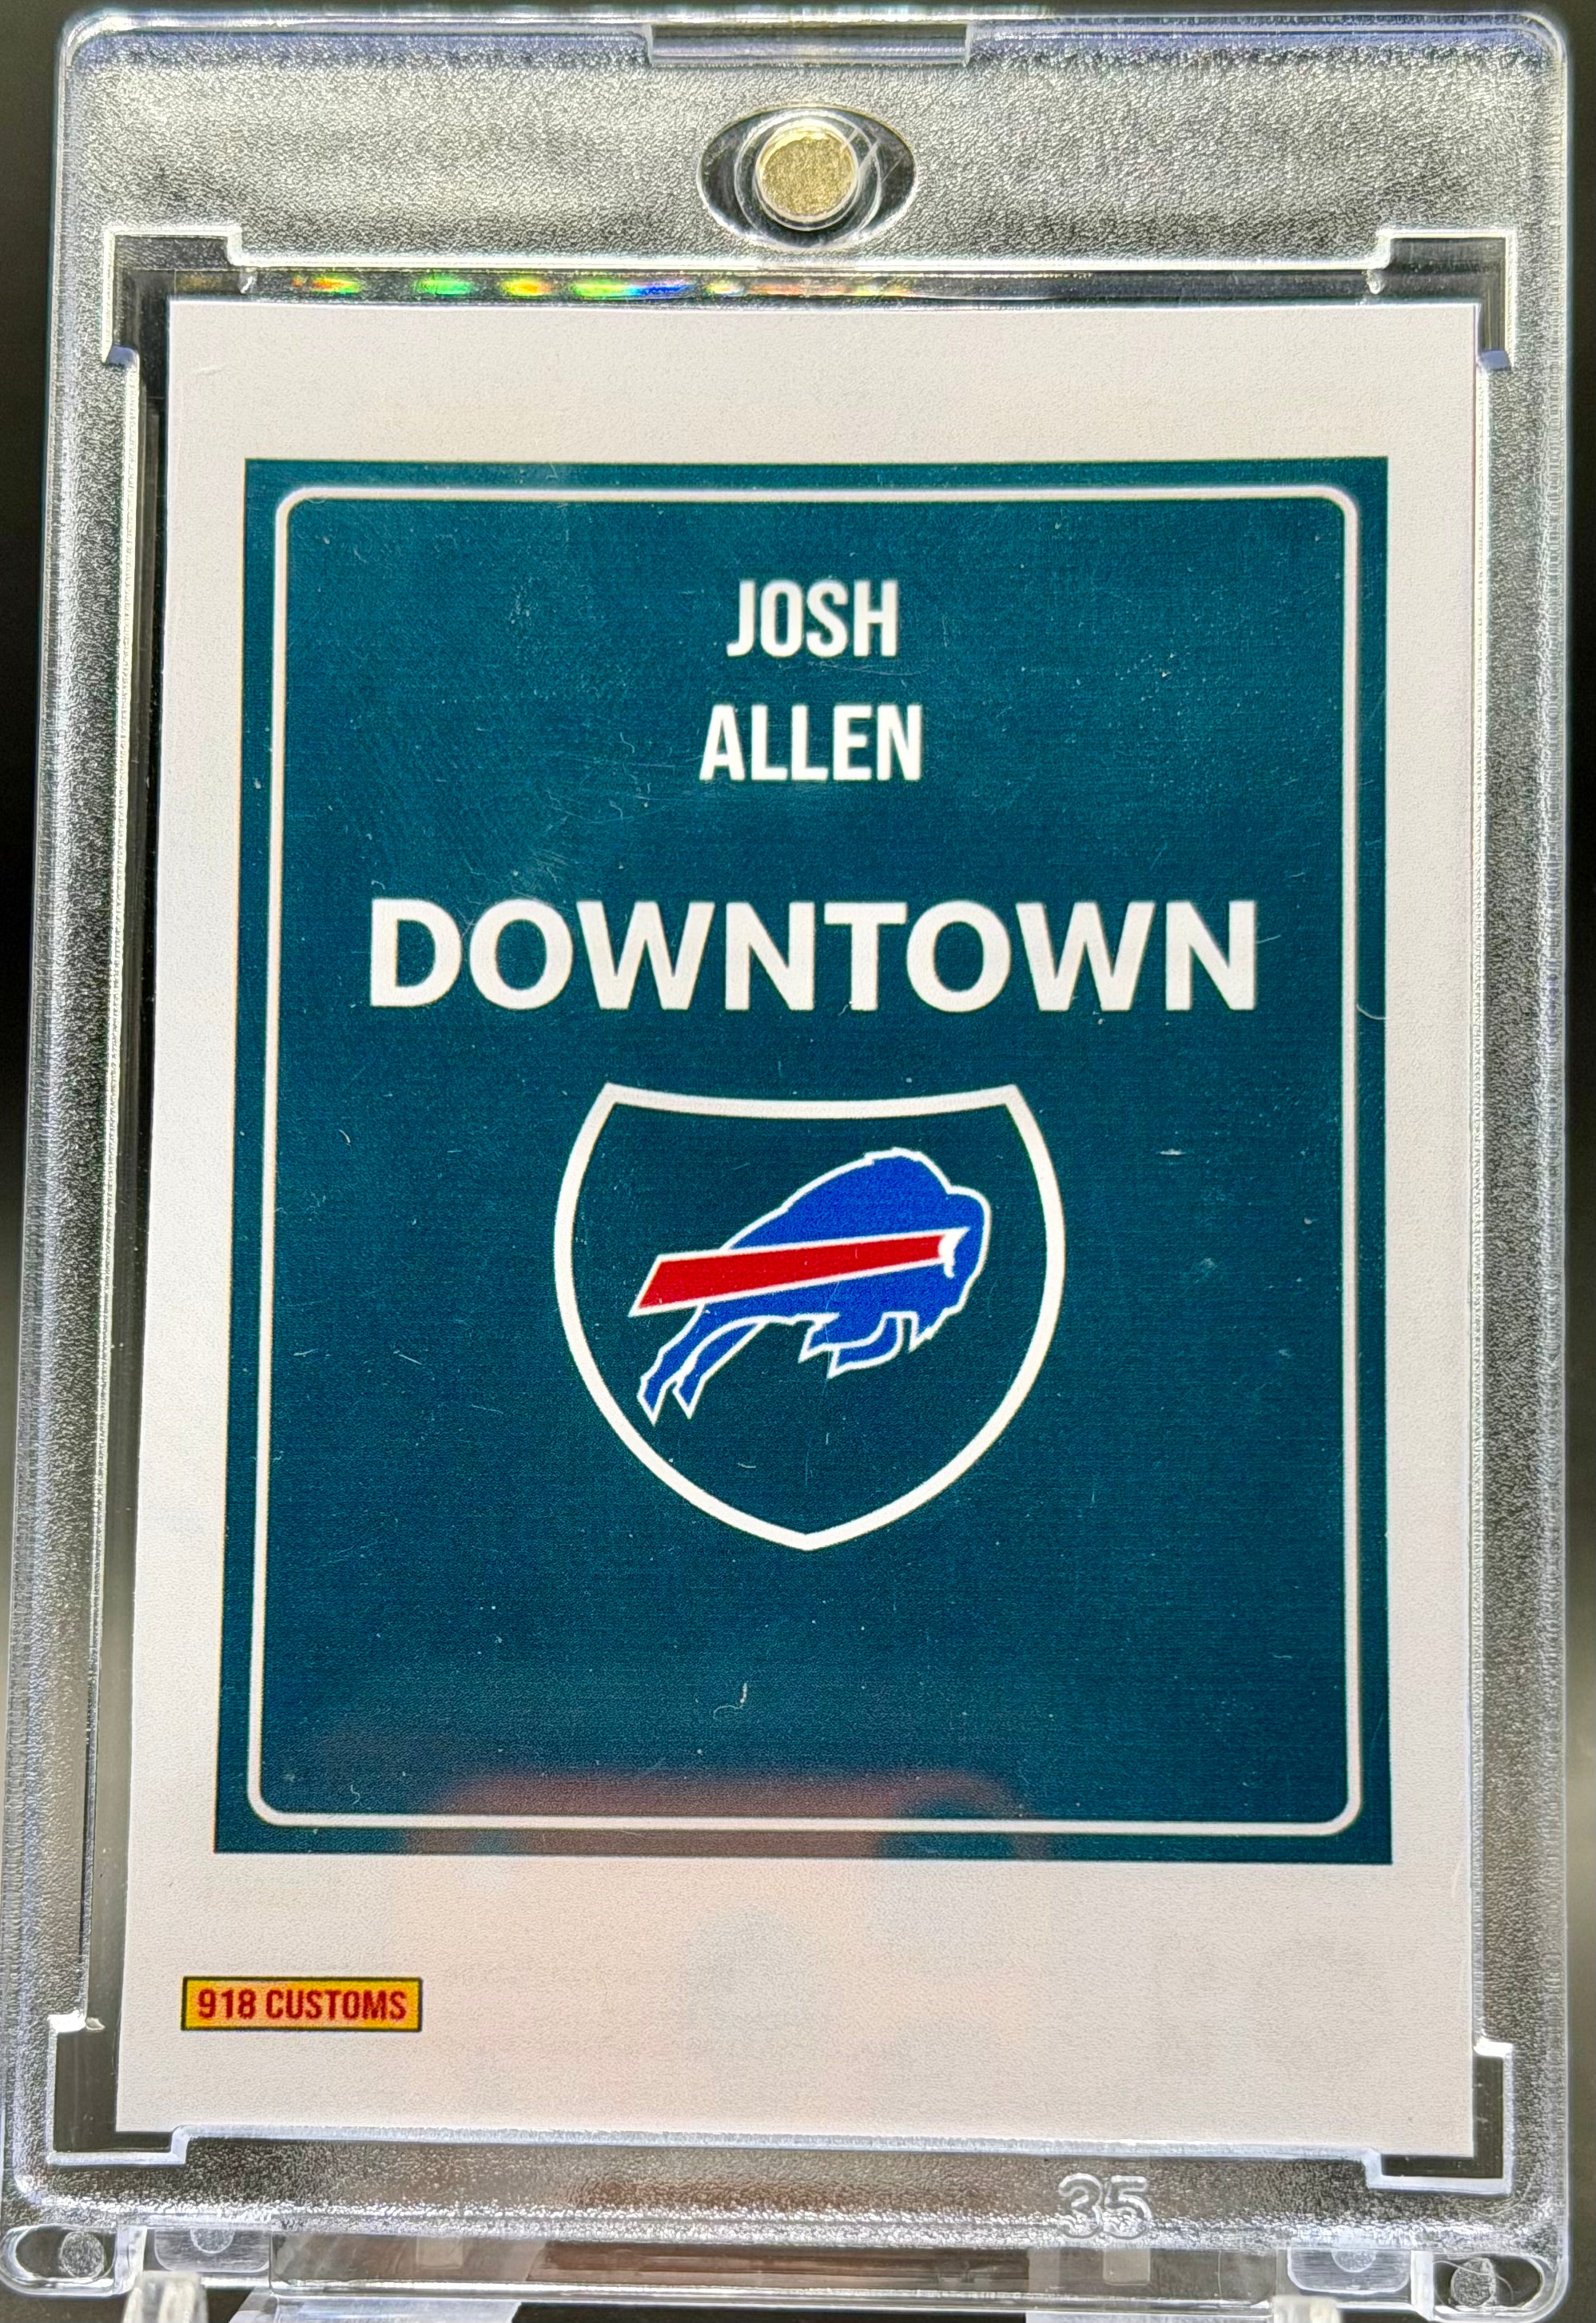 JOSH
ALLEN
DOWNTOWN
918 CUSTOMS
35